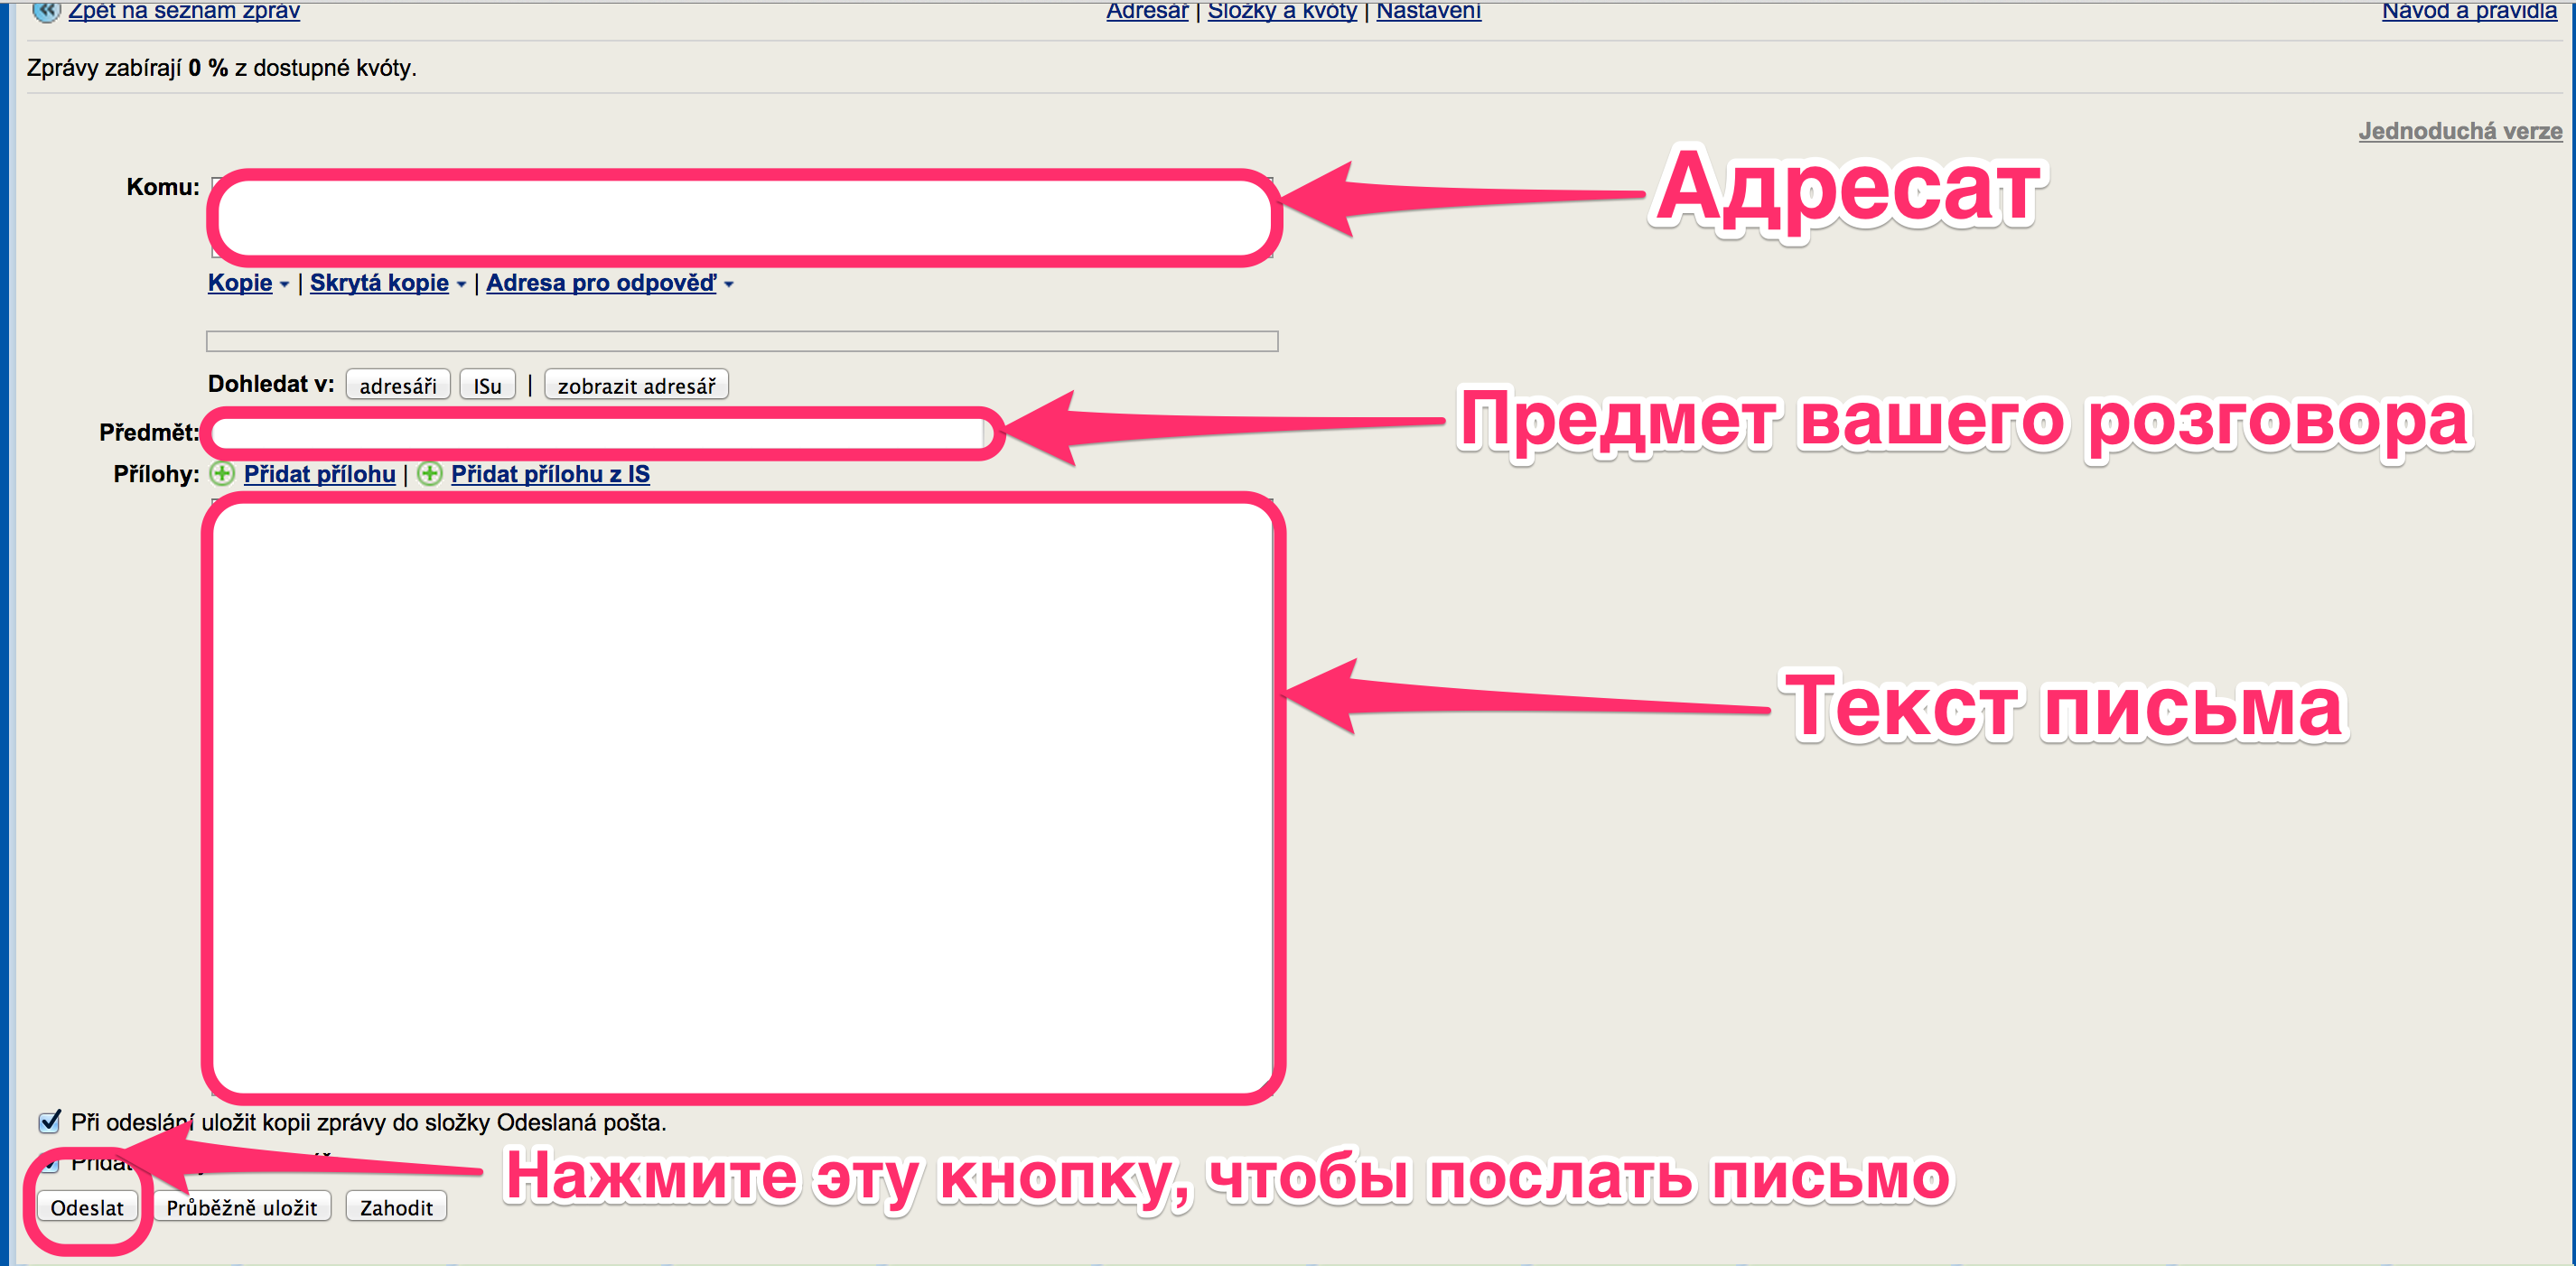 Zpět na seznam zpráv Adresář | Složky a kvóty | Nastavení Návod a pravidla
Zprávy zabírají 0 % z dostupné kvóty.
Jednoduchá verze
Komu: Адресат
Kopie | Skrytá kopie | Adresa pro odpověď
Dohledat v: adresáři ISu | zobrazit adresář
Předmět: Предмет вашего розговора
Přílohy: Přidat přílohu | Přidat přílohu z IS
Текст письма
Při odeslání uložit kopii zprávy do složky Odeslaná pošta.
Přidat
Нажмите эту кнопку, чтобы послать письмо
Odeslat Průběžně uložit Zahodit